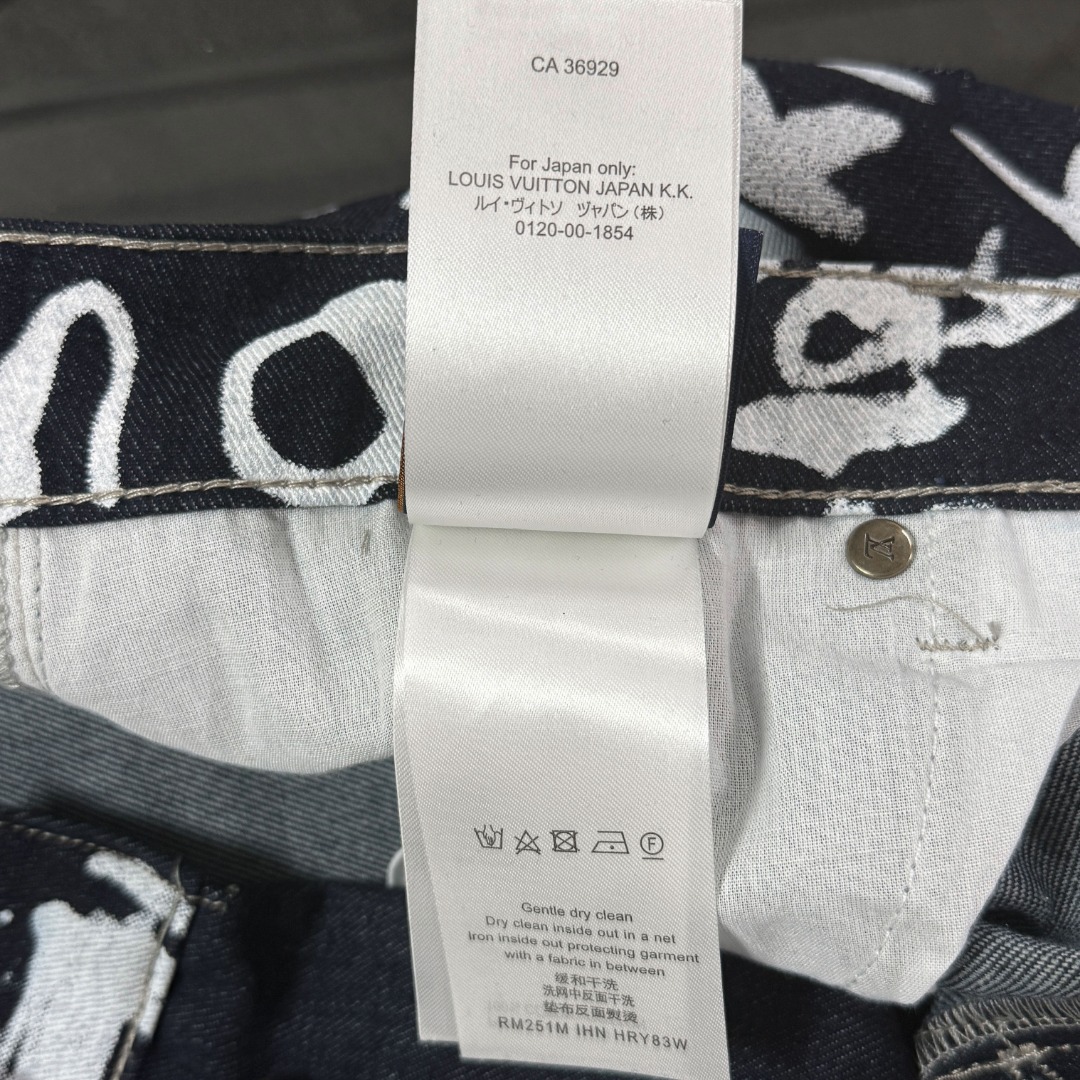 CA 36929
For Japan only:
LOUIS VUITTON JAPAN K.K.
ルイ・ヴィトソ ヅャパン(株)
0120-00-1854
Gentle dry clean
Dry clean inside out in a net
Iron inside out protecting garment
with a fabric in between
缓和干洗
洗网中反面干洗
垫布反面熨烫
RM251M IHN HRY83W